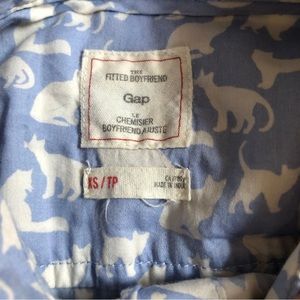 THE
FITTED BOYFRIEND
Gap
LE
CHEMISIER
BOYFRIEND AJUSTÉ
XS / TP
MADE IN INDIA